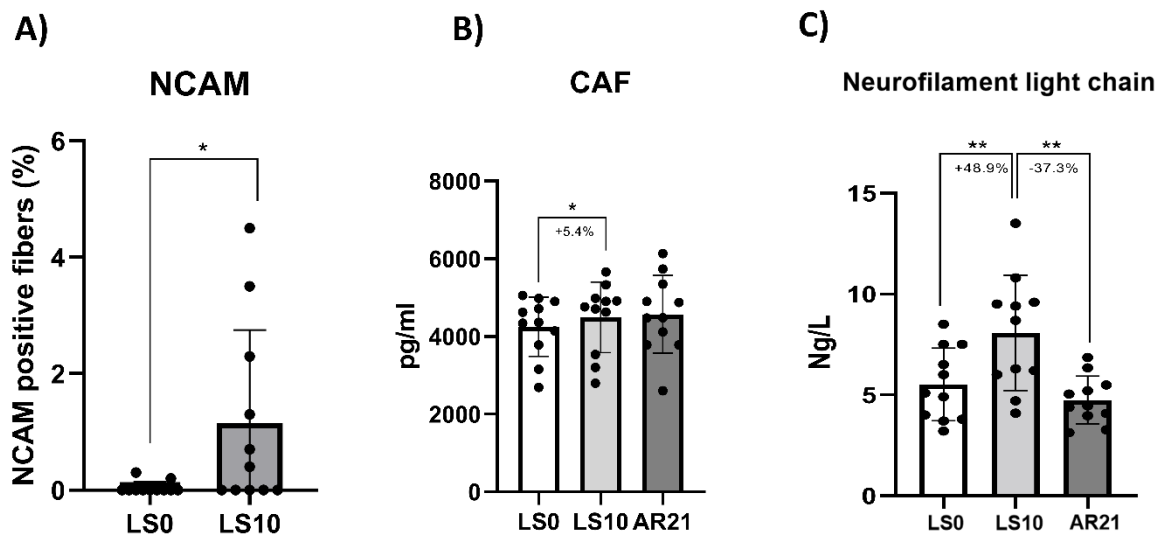 A)
NCAM
NCAM positive fibers (%)
6
4
2
0
*
LS0 LS10
B)
CAF
pg/ml
8000
6000
4000
2000
0
*
+5.4%
LS0 LS10 AR21
C)
Neurofilament light chain
Ng/L
15
10
5
0
** **
+48.9% -37.3%
LS0 LS10 AR21